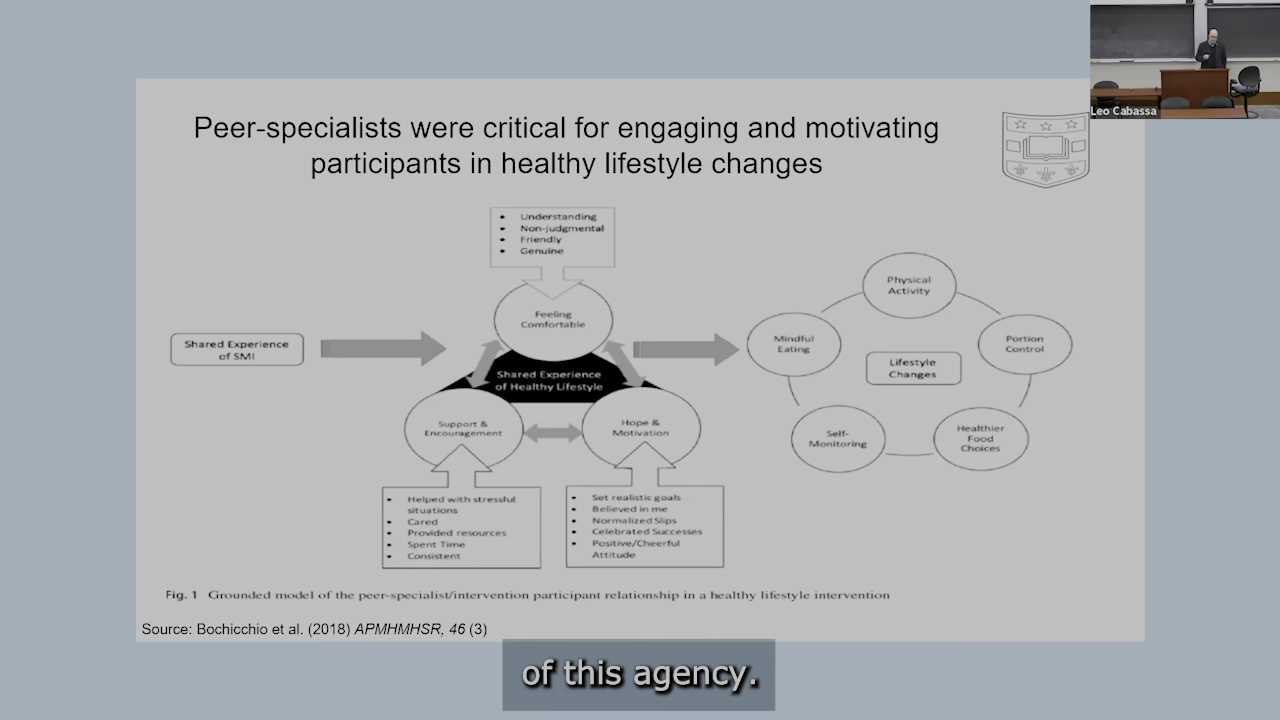 Leo Cabassa
Peer-specialists were critical for engaging and motivating
participants in healthy lifestyle changes
• Understanding
• Non-judgmental
• Friendly
• Genuine
Feeling
Comfortable
Shared Experience
of SMI
Shared Experience
of Healthy Lifestyle
Support &
Encouragement
Hope &
Motivation
• Helped with stressful
situations
• Cared
• Provided resources
• Spent Time
• Consistent
• Set realistic goals
• Believed in me
• Normalized Slips
• Celebrated Successes
• Positive/Cheerful
Attitude
Physical
Activity
Mindful
Eating
Portion
Control
Lifestyle
Changes
Self-
Monitoring
Healthier
Food
Choices
Fig. 1 Grounded model of the peer-specialist/intervention participant relationship in a healthy lifestyle intervention
Source: Bochicchio et al. (2018) APMHMHSR, 46 (3)
of this agency.